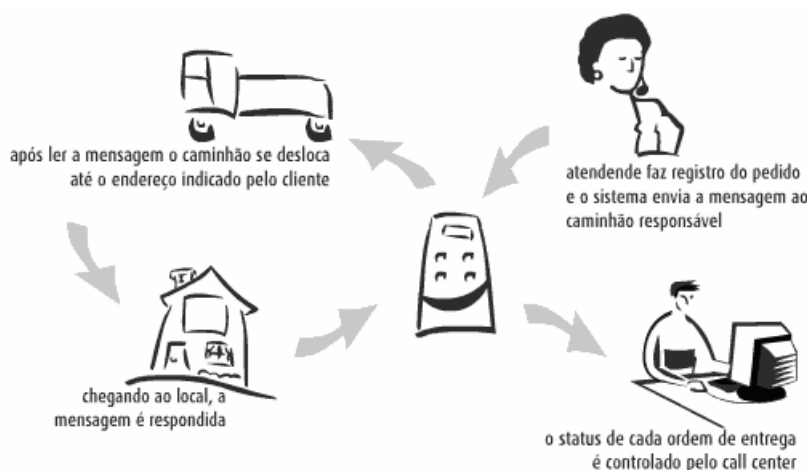 atendende faz registro do pedido
e o sistema envia a mensagem ao
caminhão responsável
após ler a mensagem o caminhão se desloca
até o endereço indicado pelo cliente
chegando ao local, a
mensagem é respondida
o status de cada ordem de entrega
é controlado pelo call center